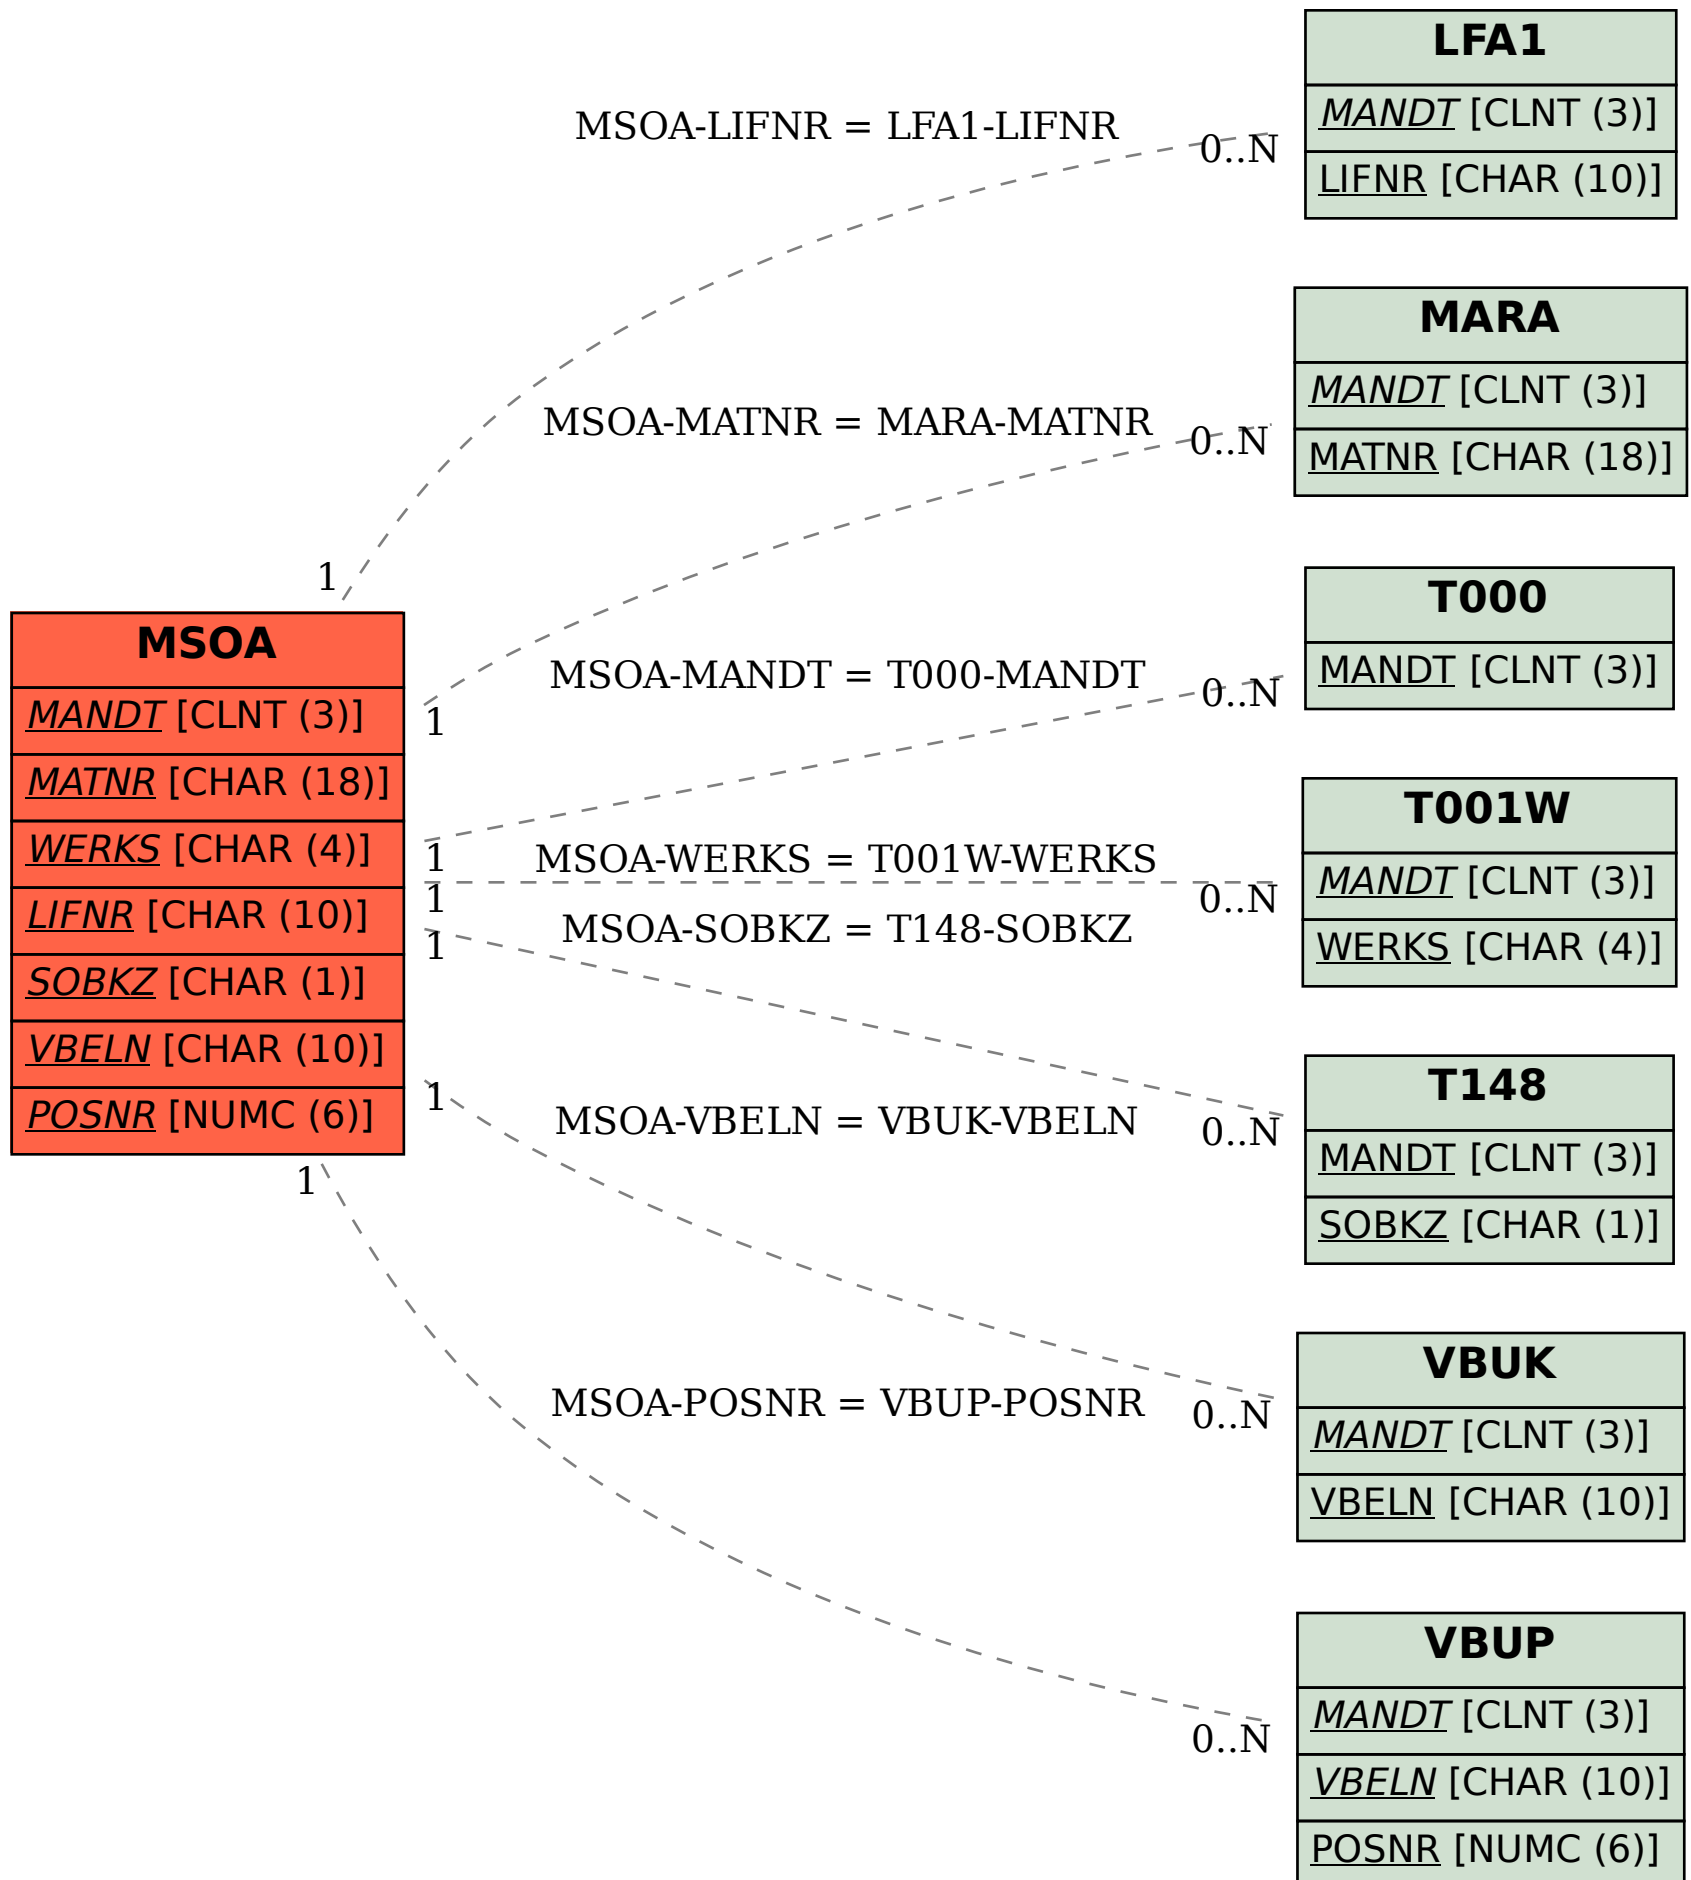 LFA1
MANDT [CLNT (3)]
LIFNR [CHAR (10)]
MSOA-LIFNR = LFA1-LIFNR
0..N
1
MARA
MANDT [CLNT (3)]
MATNR [CHAR (18)]
MSOA-MATNR = MARA-MATNR
0..N
1
T000
MANDT [CLNT (3)]
MSOA-MANDT = T000-MANDT
0..N
1
MSOA
MANDT [CLNT (3)]
MATNR [CHAR (18)]
WERKS [CHAR (4)]
LIFNR [CHAR (10)]
SOBKZ [CHAR (1)]
VBELN [CHAR (10)]
POSNR [NUMC (6)]
T001W
MANDT [CLNT (3)]
WERKS [CHAR (4)]
MSOA-WERKS = T001W-WERKS
0..N
1
MSOA-SOBKZ = T148-SOBKZ
0..N
1
T148
MANDT [CLNT (3)]
SOBKZ [CHAR (1)]
MSOA-VBELN = VBUK-VBELN
0..N
1
VBUK
MANDT [CLNT (3)]
VBELN [CHAR (10)]
MSOA-POSNR = VBUP-POSNR
0..N
1
VBUP
MANDT [CLNT (3)]
VBELN [CHAR (10)]
POSNR [NUMC (6)]